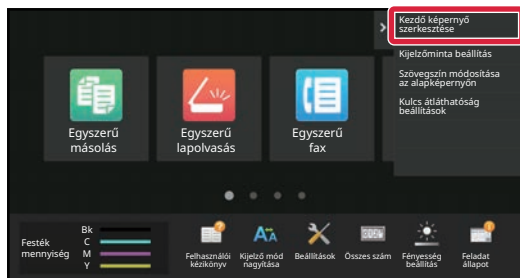 Kezdő képernyő
szerkesztése
Kijelzőminta beállítás
Szövegszín módosítása
az alapképernyőn
Kulcs átláthatóság
beállítások
Egyszerű
másolás
Egyszerű
lapolvasás
Egyszerű
fax
Festék
mennyiség
Bk
C
M
Y
Felhasználói
kézikönyv
Kijelző mód
nagyítása
Beállítások
Összes szám
Fényesség
beállítás
Feladat
állapot